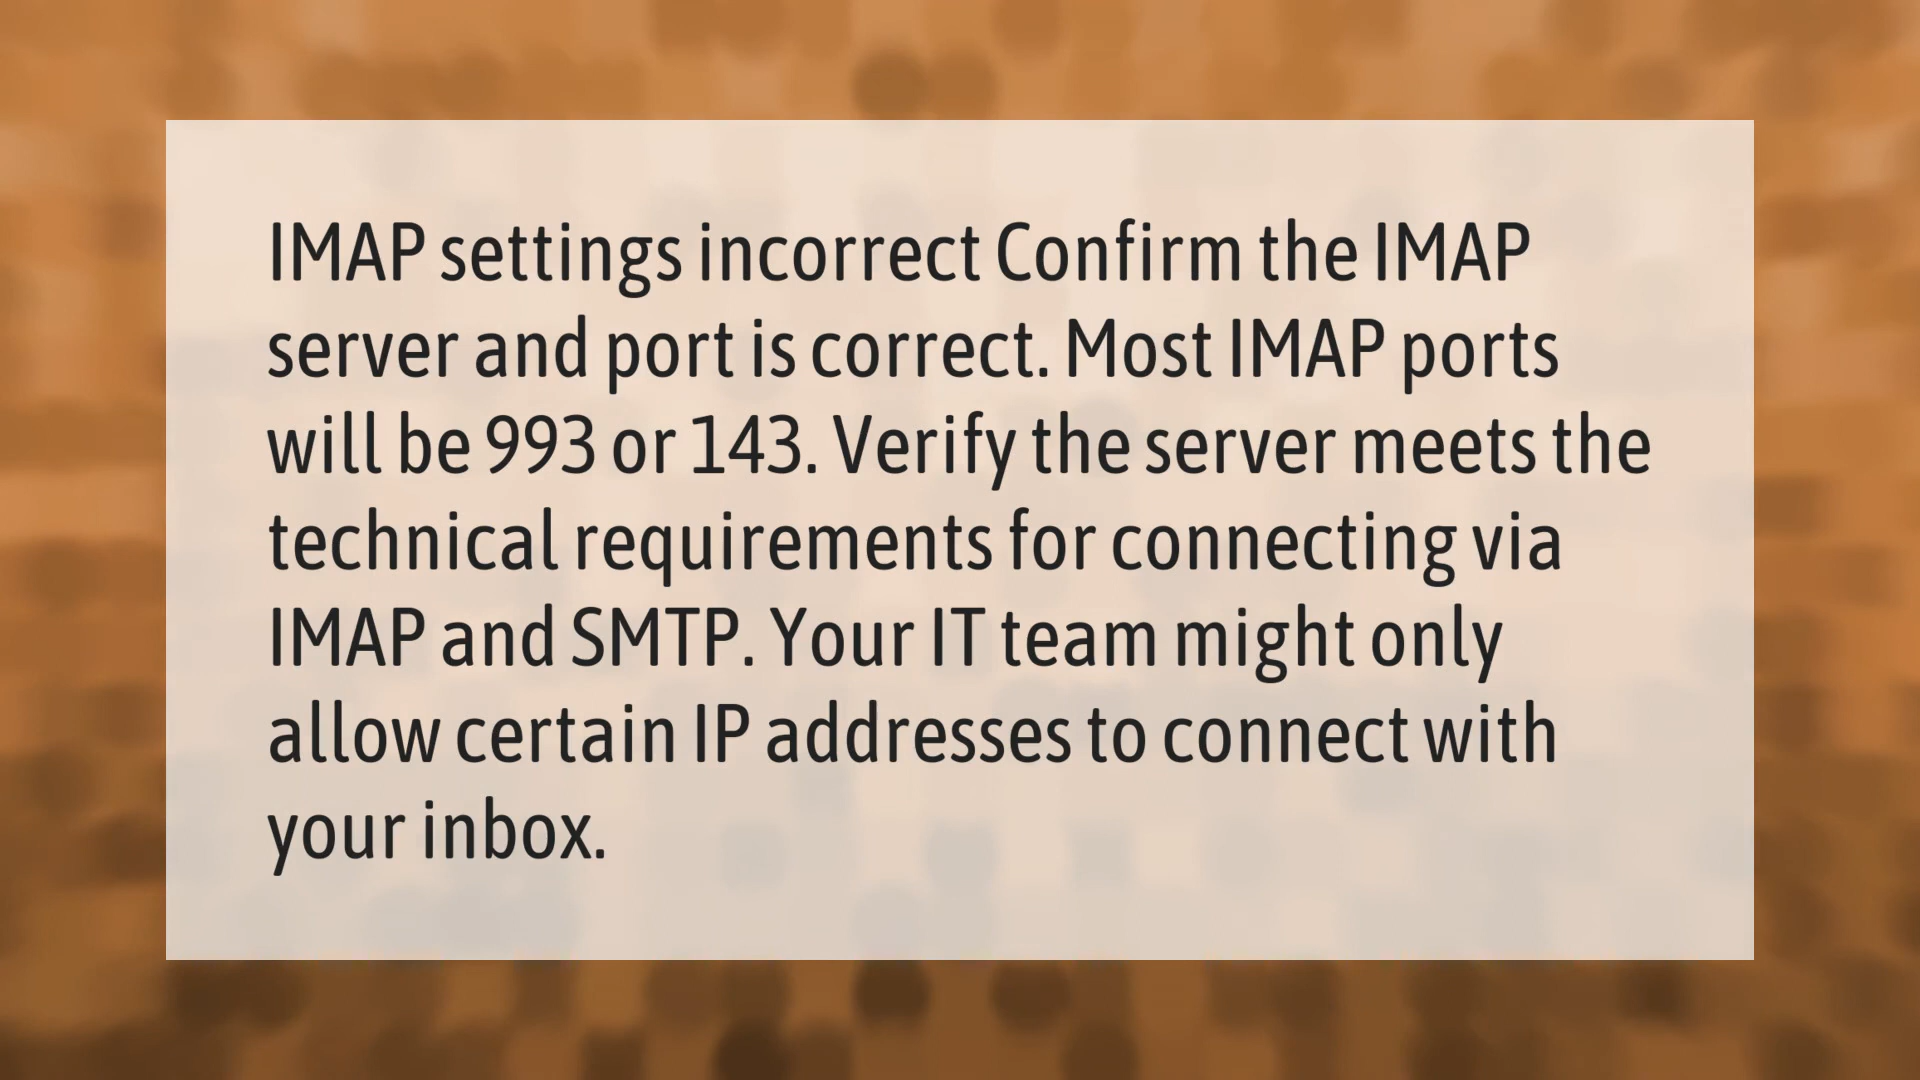 IMAP settings incorrect Confirm the IMAP
server and port is correct. Most IMAP ports
will be 993 or 143. Verify the server meets the
technical requirements for connecting via
IMAP and SMTP. Your IT team might only
allow certain IP addresses to connect with
your inbox.